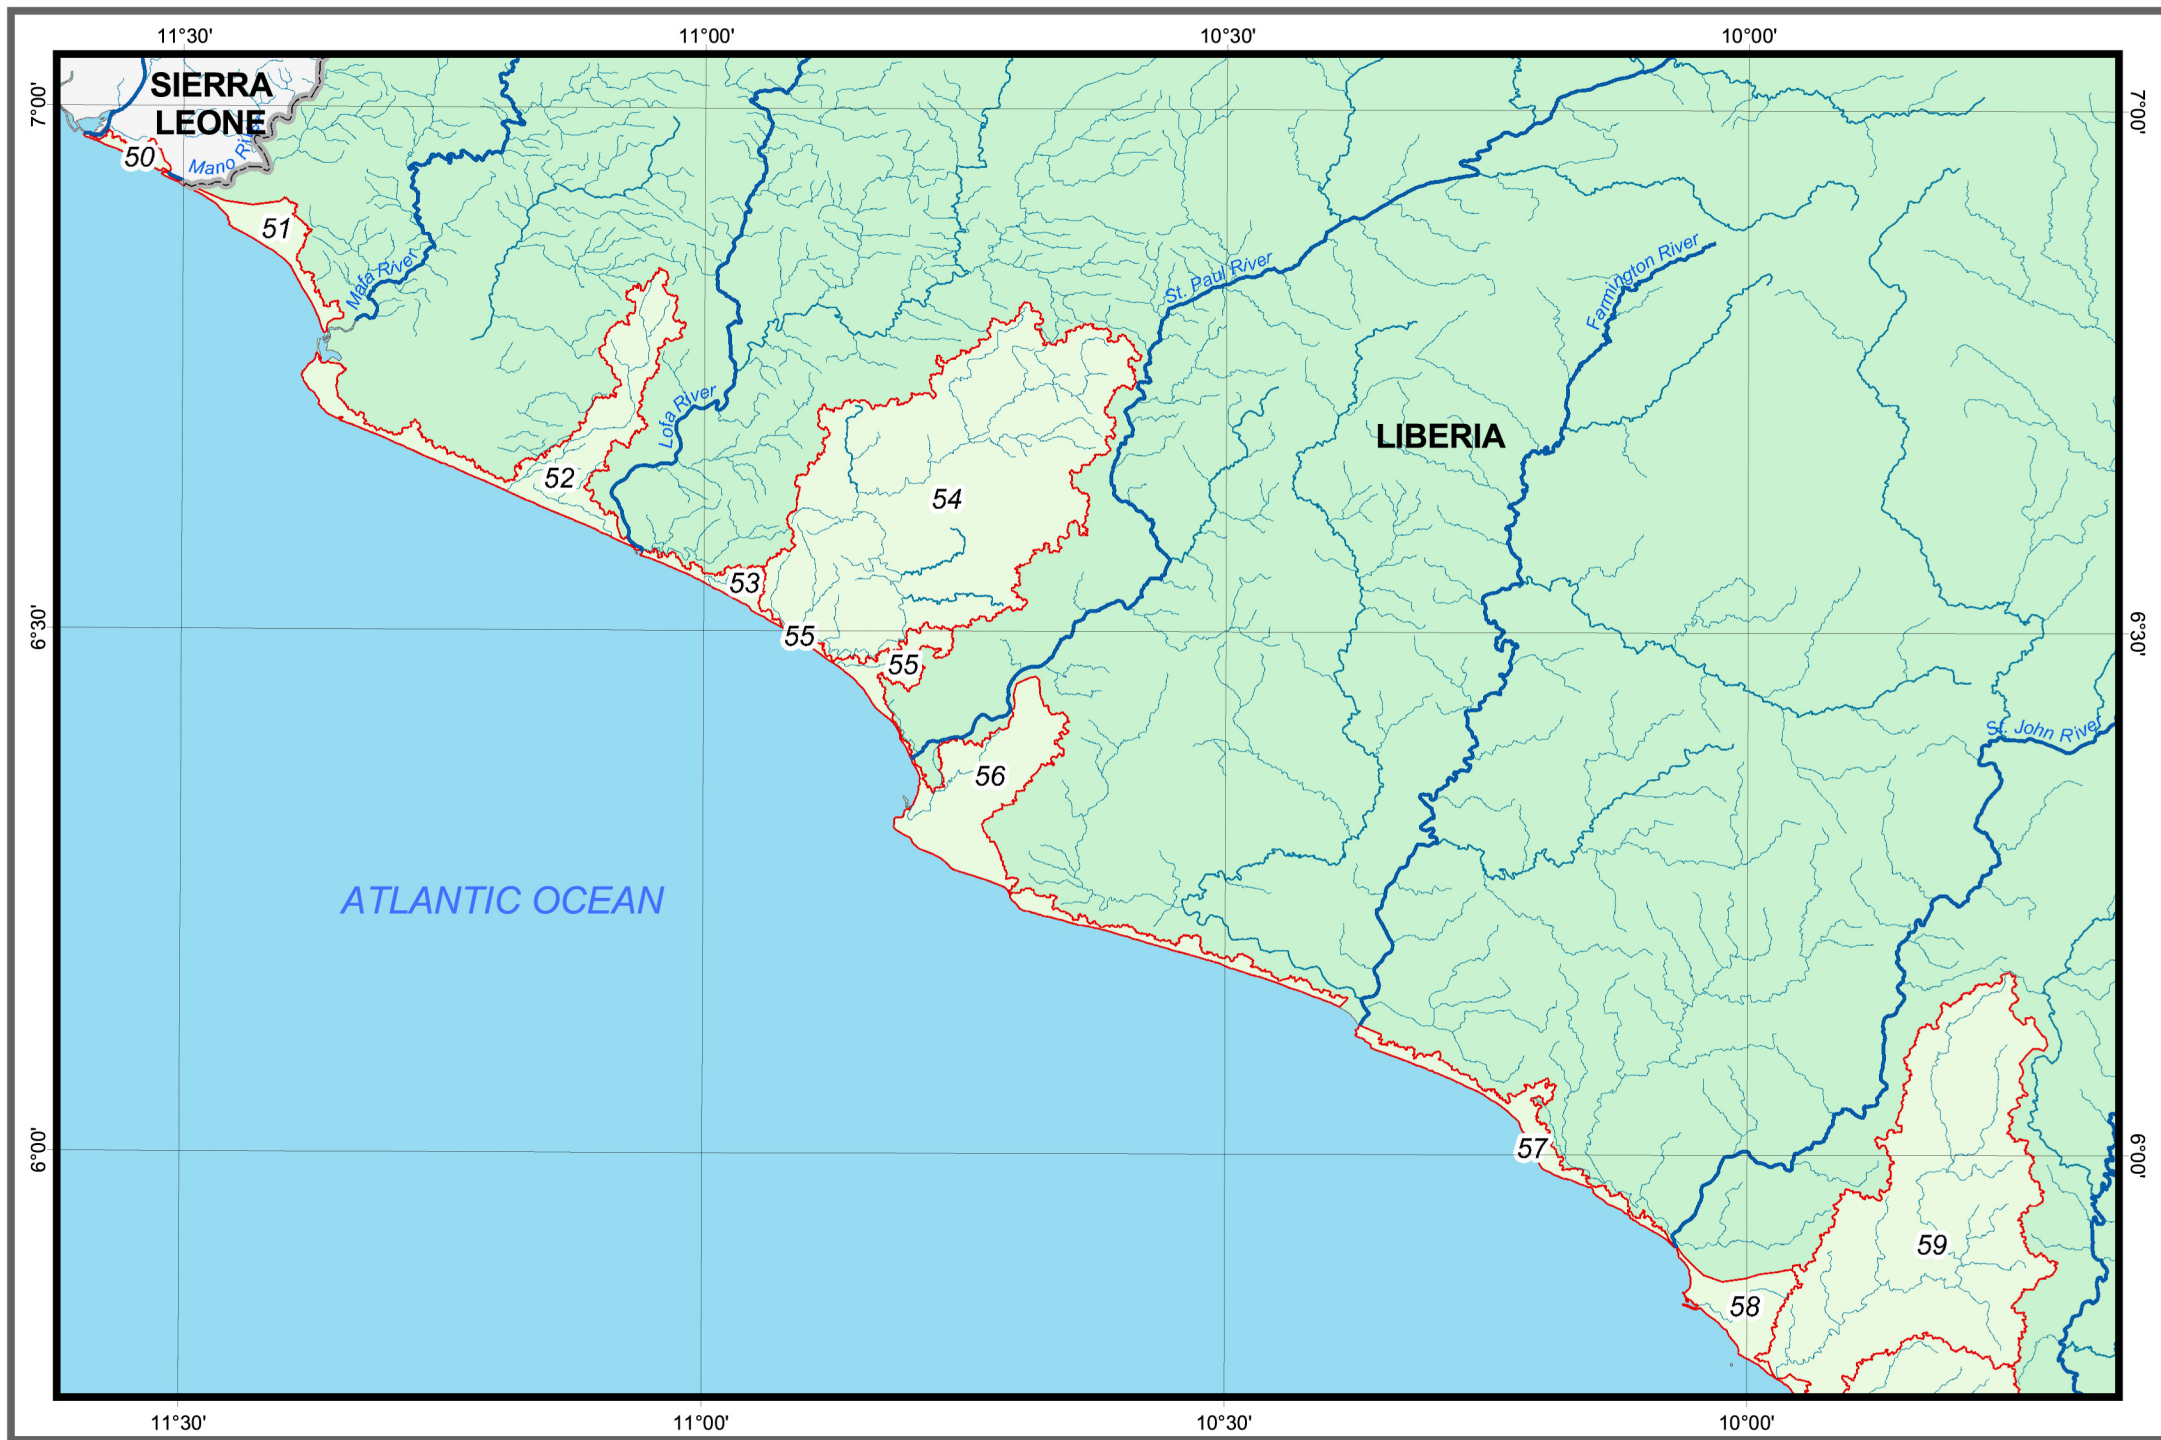 11°30' 11°00' 10°30' 10°00'
7°00'
7°00'
SIERRA
LEONE
50
Mano River
51
Mafa River
St. Paul River
Farmington River
Lofa River
LIBERIA
52
54
53
6°30'
55
6°30'
55
St. John River
56
ATLANTIC OCEAN
6°00'
57
6°00'
59
58
11°30' 11°00' 10°30' 10°00'